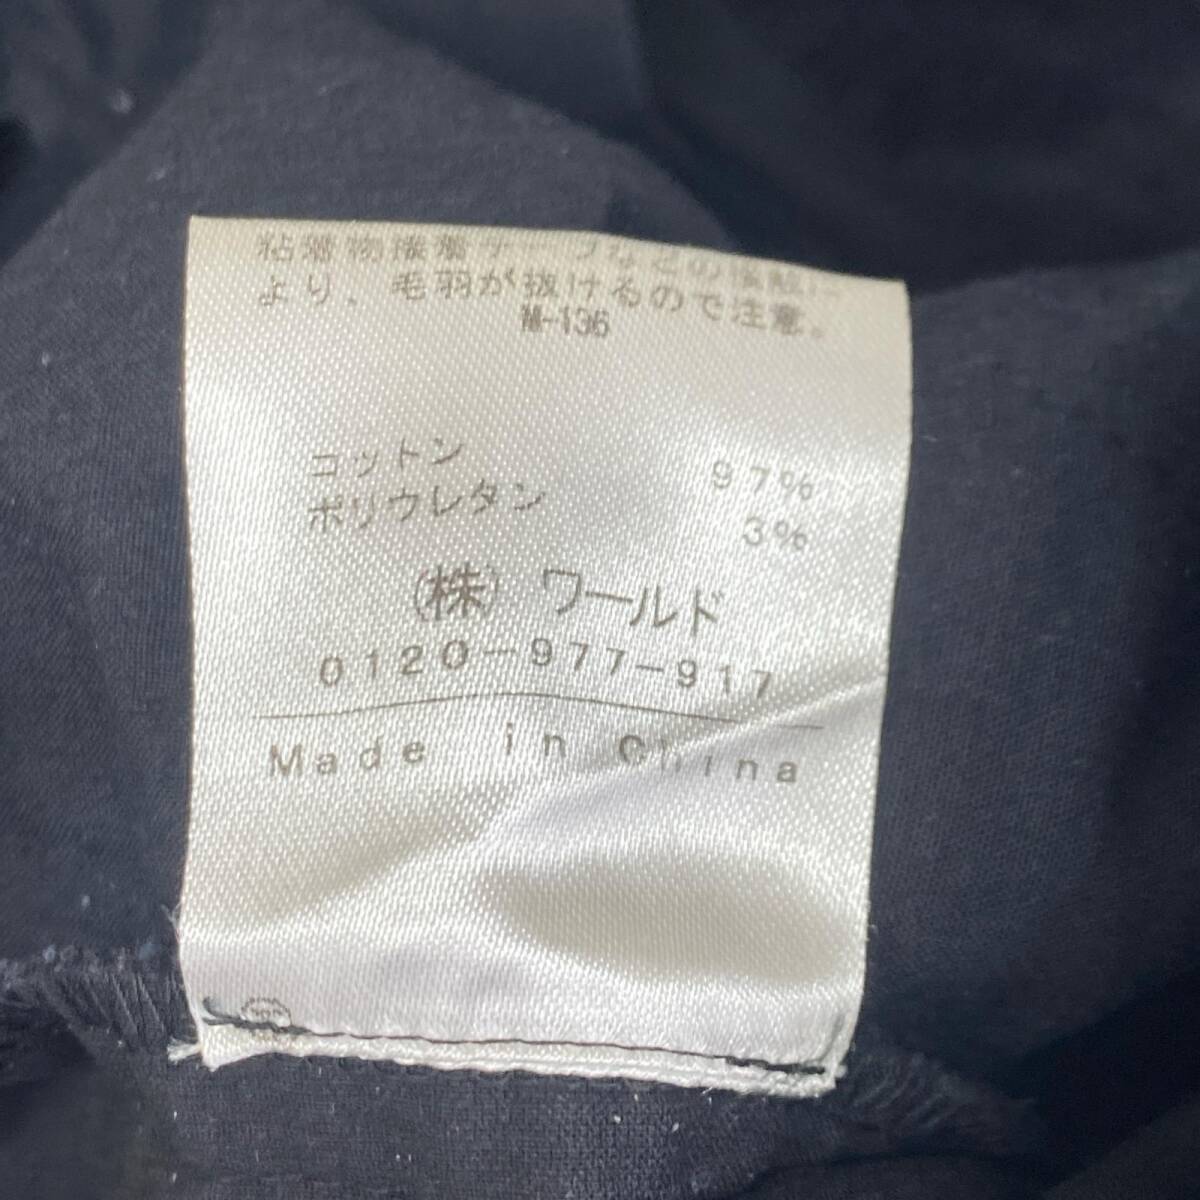 粘着物接着テープなどの接触に
より、毛羽が抜けるので注意。
M-136
コットン 97%
ポリウレタン 3%
(株) ワールド
0120-977-917
Made in China